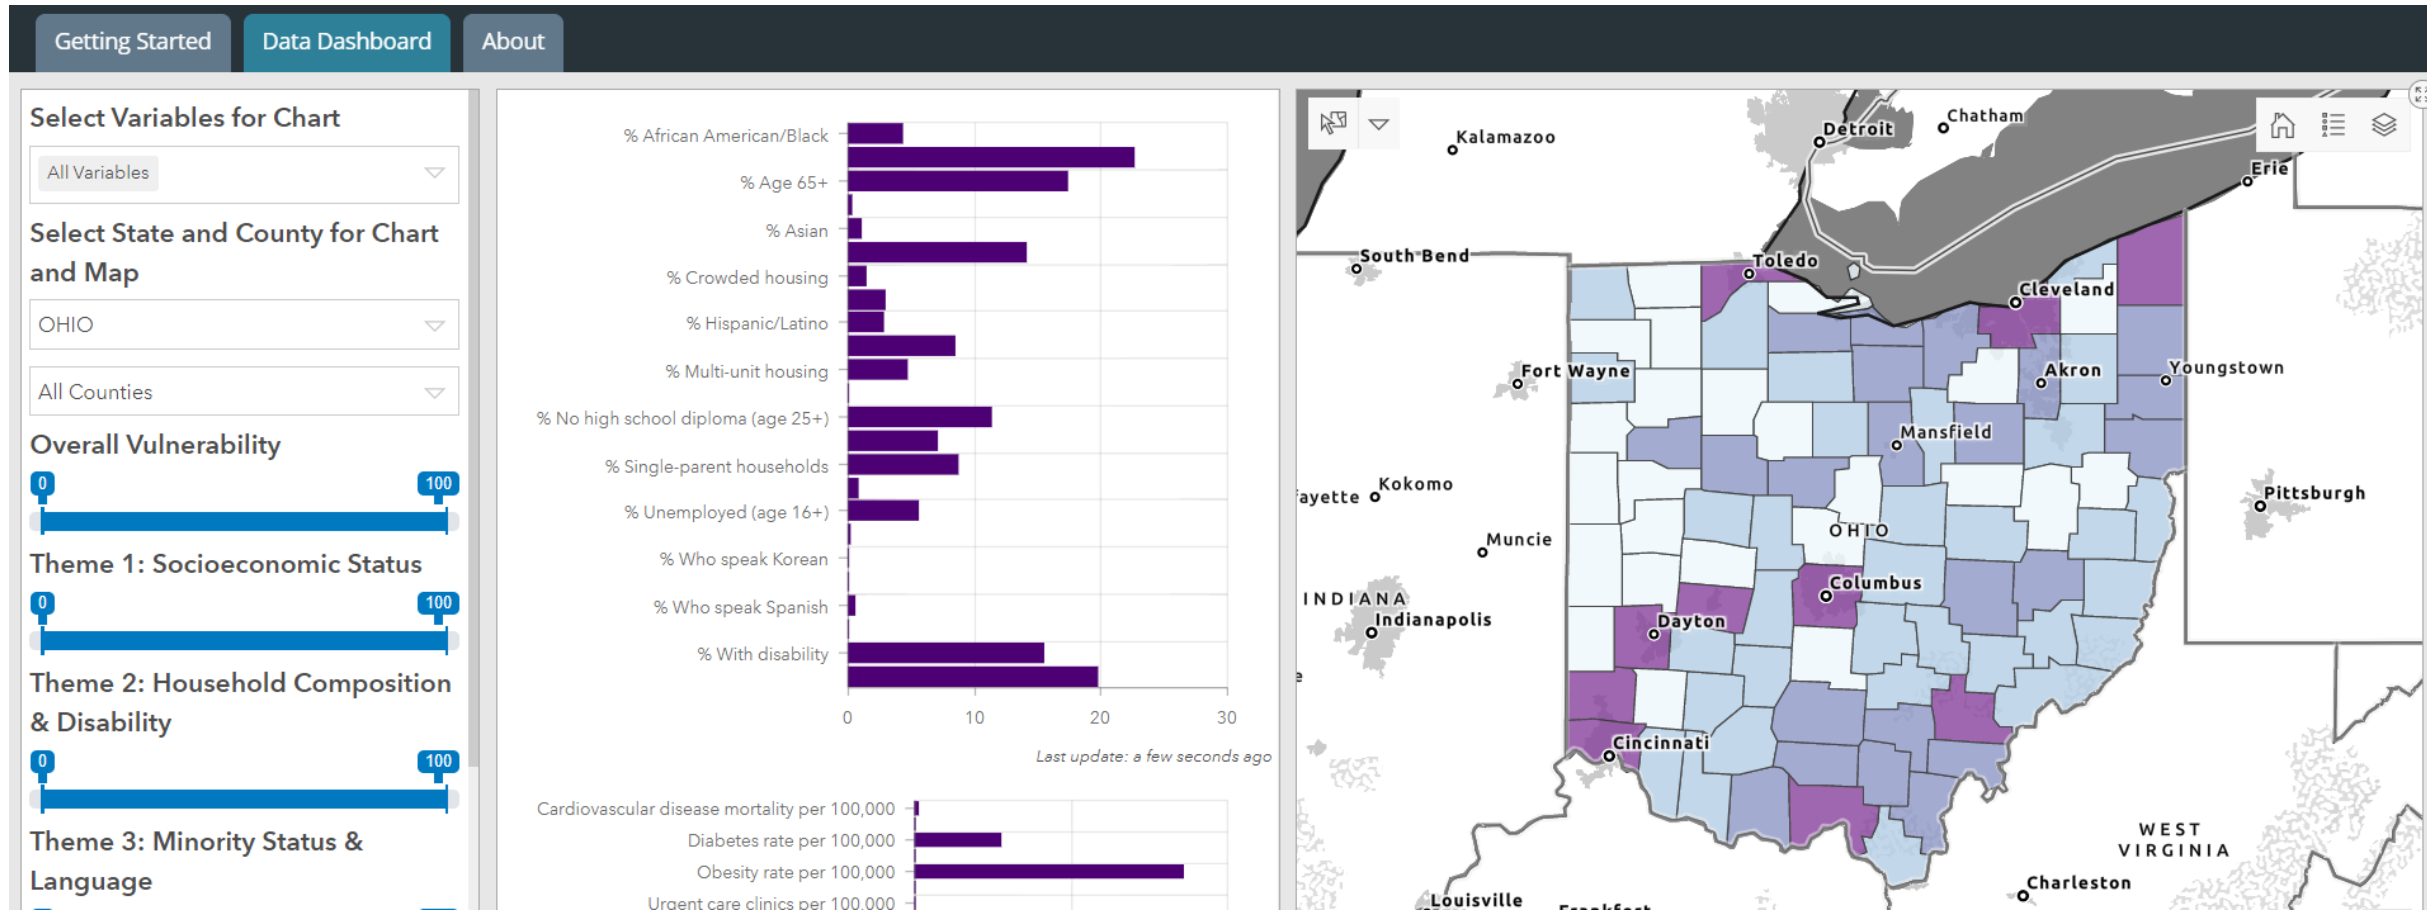 Getting Started
Data Dashboard
About
Select Variables for Chart
All Variables
Select State and County for Chart
and Map
OHIO
All Counties
Overall Vulnerability
0
100
Theme 1: Socioeconomic Status
0
100
Theme 2: Household Composition
& Disability
0
100
Theme 3: Minority Status &
Language
% African American/Black
% Age 65+
% Asian
% Crowded housing
% Hispanic/Latino
% Multi-unit housing
% No high school diploma (age 25+)
% Single-parent households
% Unemployed (age 16+)
% Who speak Korean
% Who speak Spanish
% With disability
0
10
20
30
Last update: a few seconds ago
Cardiovascular disease mortality per 100,000
Diabetes rate per 100,000
Obesity rate per 100,000
Urgent care clinics per 100,000
Kalamazoo
Detroit
Chatham
Erie
South Bend
Toledo
Cleveland
Fort Wayne
Akron
Youngstown
Mansfield
Kokomo
fayette
Pittsburgh
OHIO
Muncie
Columbus
INDIANA
Indianapolis
Dayton
Cincinnati
WEST
VIRGINIA
Charleston
Louisville
Frankfort